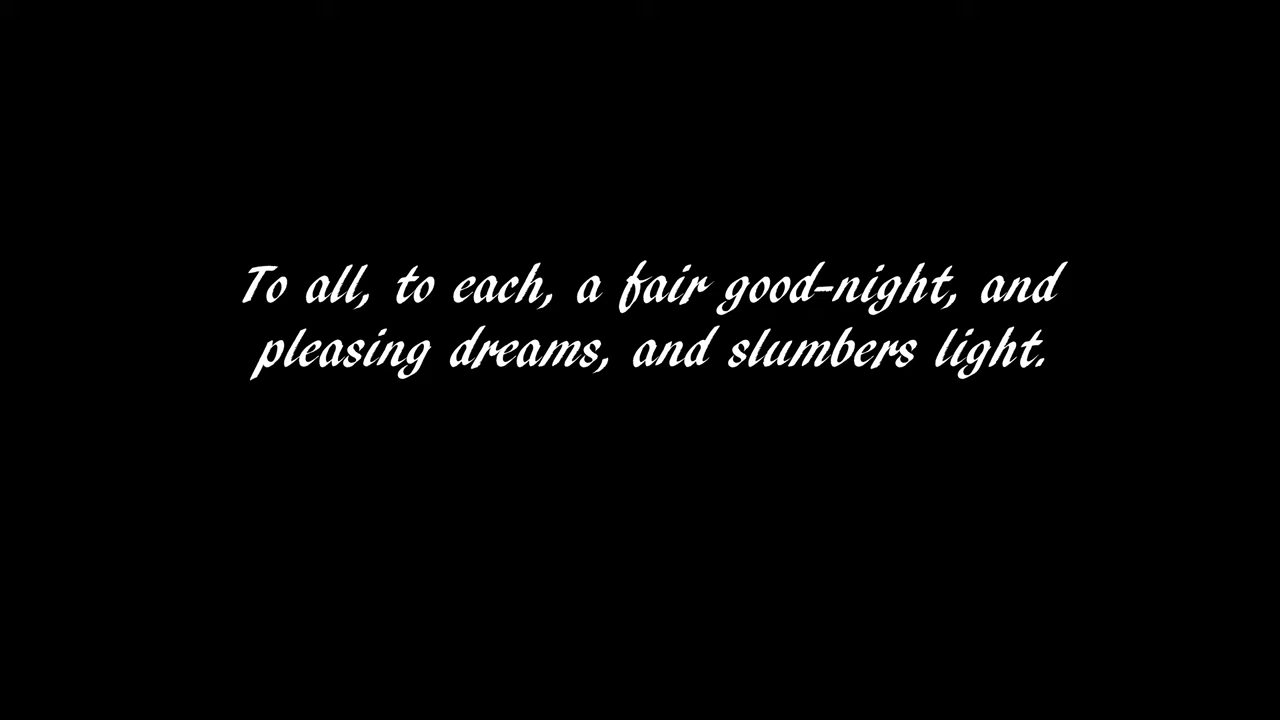 To all, to each, a fair good-night, and
pleasing dreams, and slumbers light.